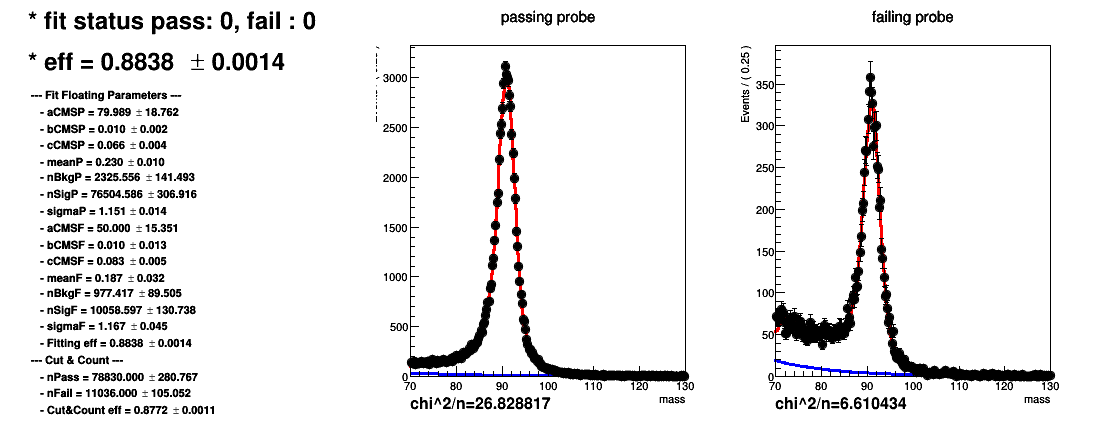 * fit status pass: 0, fail : 0
* eff = 0.8838 ± 0.0014
--- Fit Floating Parameters ---
- aCMSP = 79.989 ± 18.762
- bCMSP = 0.010 ± 0.002
- cCMSP = 0.066 ± 0.004
- meanP = 0.230 ± 0.010
- nBkgP = 2325.556 ± 141.493
- nSigP = 76504.586 ± 306.916
- sigmaP = 1.151 ± 0.014
- aCMSF = 50.000 ± 15.351
- bCMSF = 0.010 ± 0.013
- cCMSF = 0.083 ± 0.005
- meanF = 0.187 ± 0.032
- nBkgF = 977.417 ± 89.505
- nSigF = 10058.597 ± 130.738
- sigmaF = 1.167 ± 0.045
- Fitting eff = 0.8838 ± 0.0014
--- Cut & Count ---
- nPass = 78830.000 ± 280.767
- nFail = 11036.000 ± 105.052
- Cut&Count eff = 0.8772 ± 0.0011
passing probe
3000
2500
2000
1500
1000
500
0
70 80 90 100 110 120 130
mass
chi^2/n=26.828817
failing probe
Events / ( 0.25 )
350
300
250
200
150
100
50
0
70 80 90 100 110 120 130
mass
chi^2/n=6.610434